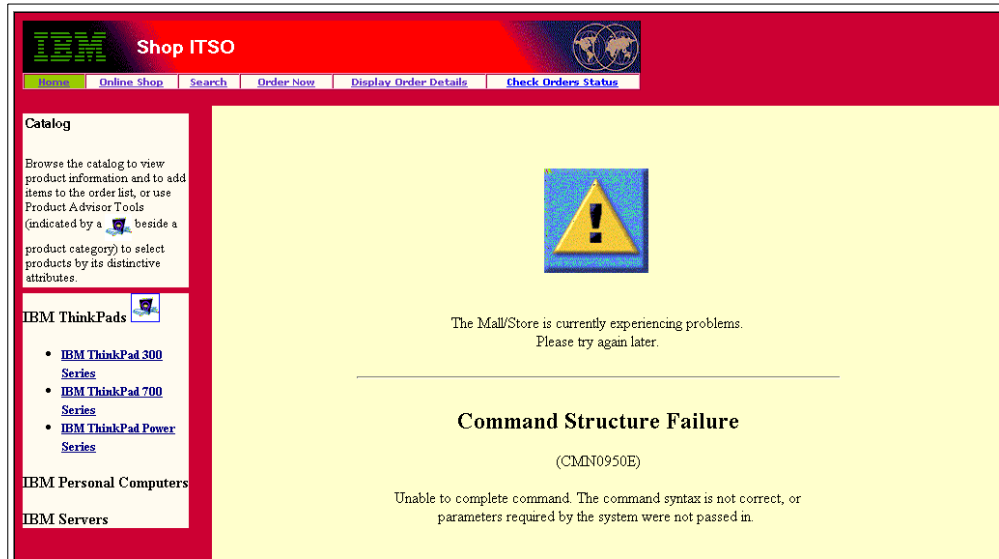 IBM Shop ITSO
Home Online Shop Search Order Now Display Order Details Check Orders Status
Catalog
Browse the catalog to view
product information and to add
items to the order list, or use
Product Advisor Tools
(indicated by a beside a
product category) to select
products by its distinctive
attributes.
IBM ThinkPads
• IBM ThinkPad 300
Series
• IBM ThinkPad 700
Series
• IBM ThinkPad Power
Series
IBM Personal Computers
IBM Servers
!
The Mall/Store is currently experiencing problems.
Please try again later.
Command Structure Failure
(CMN0950E)
Unable to complete command. The command syntax is not correct, or
parameters required by the system were not passed in.